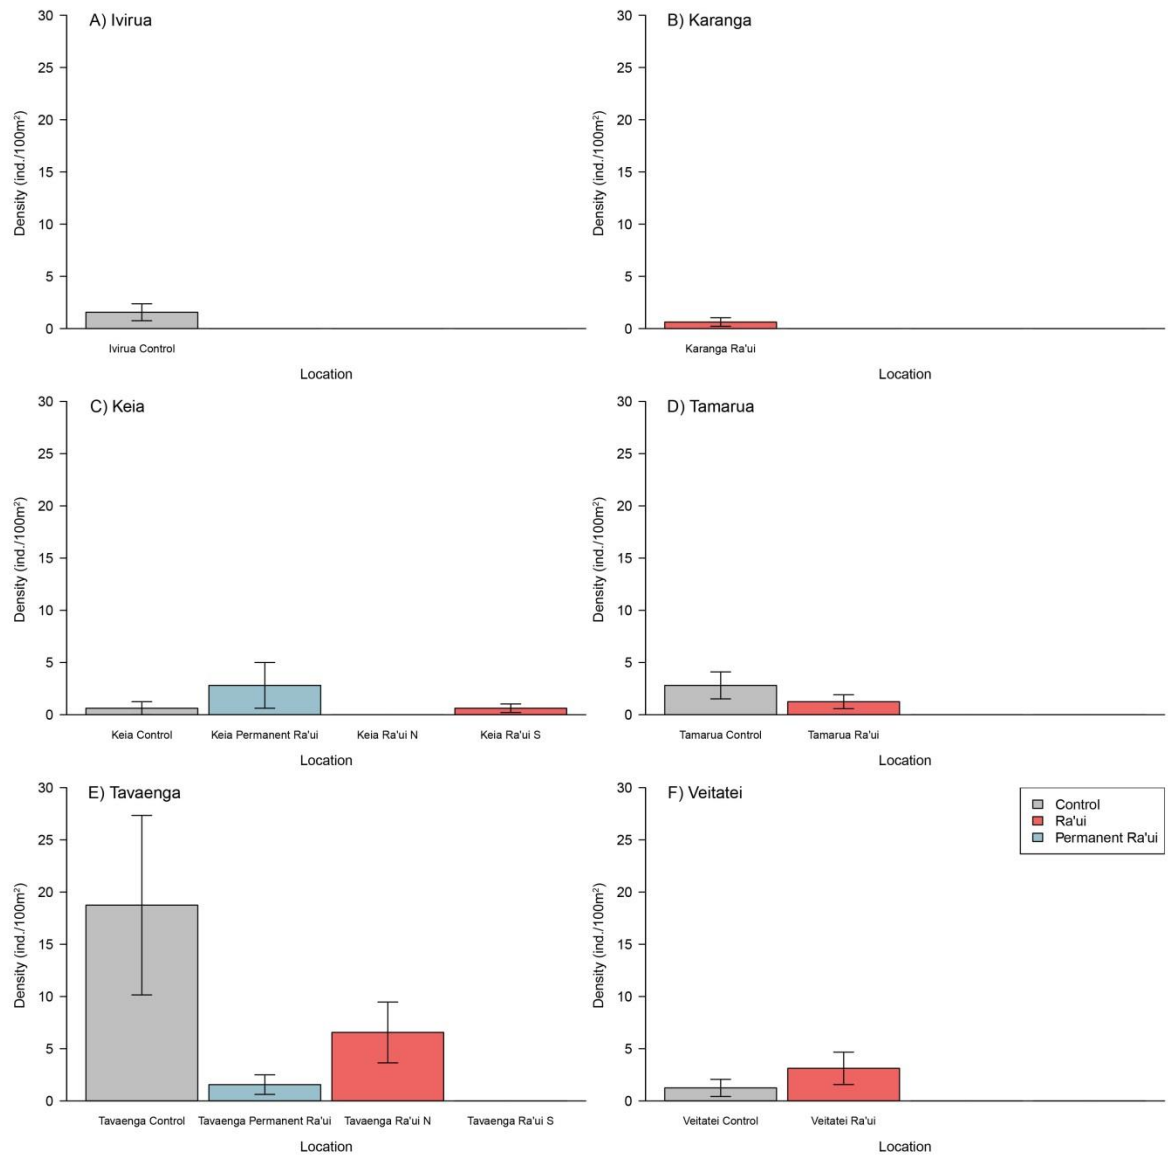 A) Ivirua
30
25
20
15
10
5
0
Density (ind./100m²)
Ivirua Control
Location
B) Karanga
30
25
20
15
10
5
0
Density (ind./100m²)
Karanga Ra'ui
Location
C) Keia
30
25
20
15
10
5
0
Density (ind./100m²)
Keia Control Keia Permanent Ra'ui Keia Ra'ui N Keia Ra'ui S
Location
D) Tamarua
30
25
20
15
10
5
0
Density (ind./100m²)
Tamarua Control Tamarua Ra'ui
Location
E) Tavaenga
30
25
20
15
10
5
0
Density (ind./100m²)
Tavaenga Control Tavaenga Permanent Ra'ui Tavaenga Ra'ui N Tavaenga Ra'ui S
Location
F) Veitatei
30
25
20
15
10
5
0
Density (ind./100m²)
Control
Ra'ui
Permanent Ra'ui
Veitatei Control Veitatei Ra'ui
Location